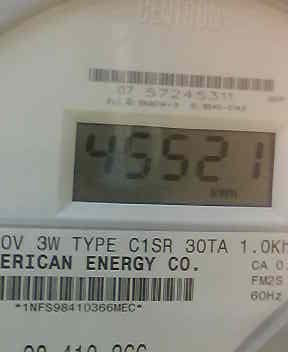 CENTRON
07 57245311
45521
kWh
0V 3W TYPE C1SR 30TA 1.0Kh
ERICAN ENERGY CO.
CA 0.
FM2S
60Hz
*1NFS98410366MEC*